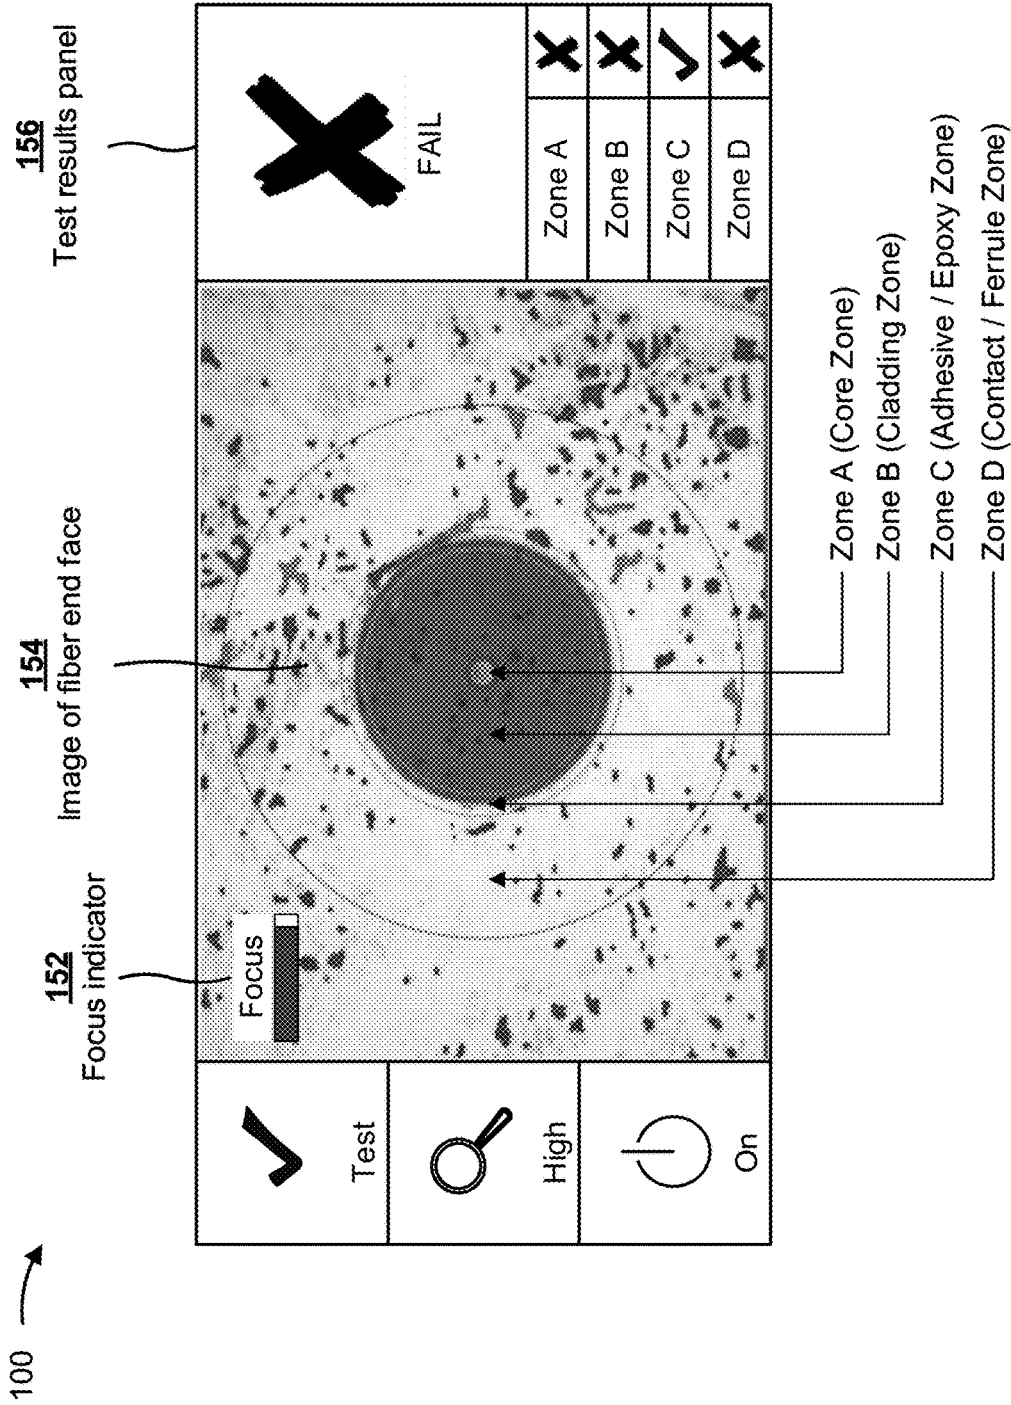 100
152
Focus indicator
154
Image of fiber end face
156
Test results panel
Test
High
On
Focus
FAIL
Zone A
Zone B
Zone C
Zone D
Zone A (Core Zone)
Zone B (Cladding Zone)
Zone C (Adhesive / Epoxy Zone)
Zone D (Contact / Ferrule Zone)